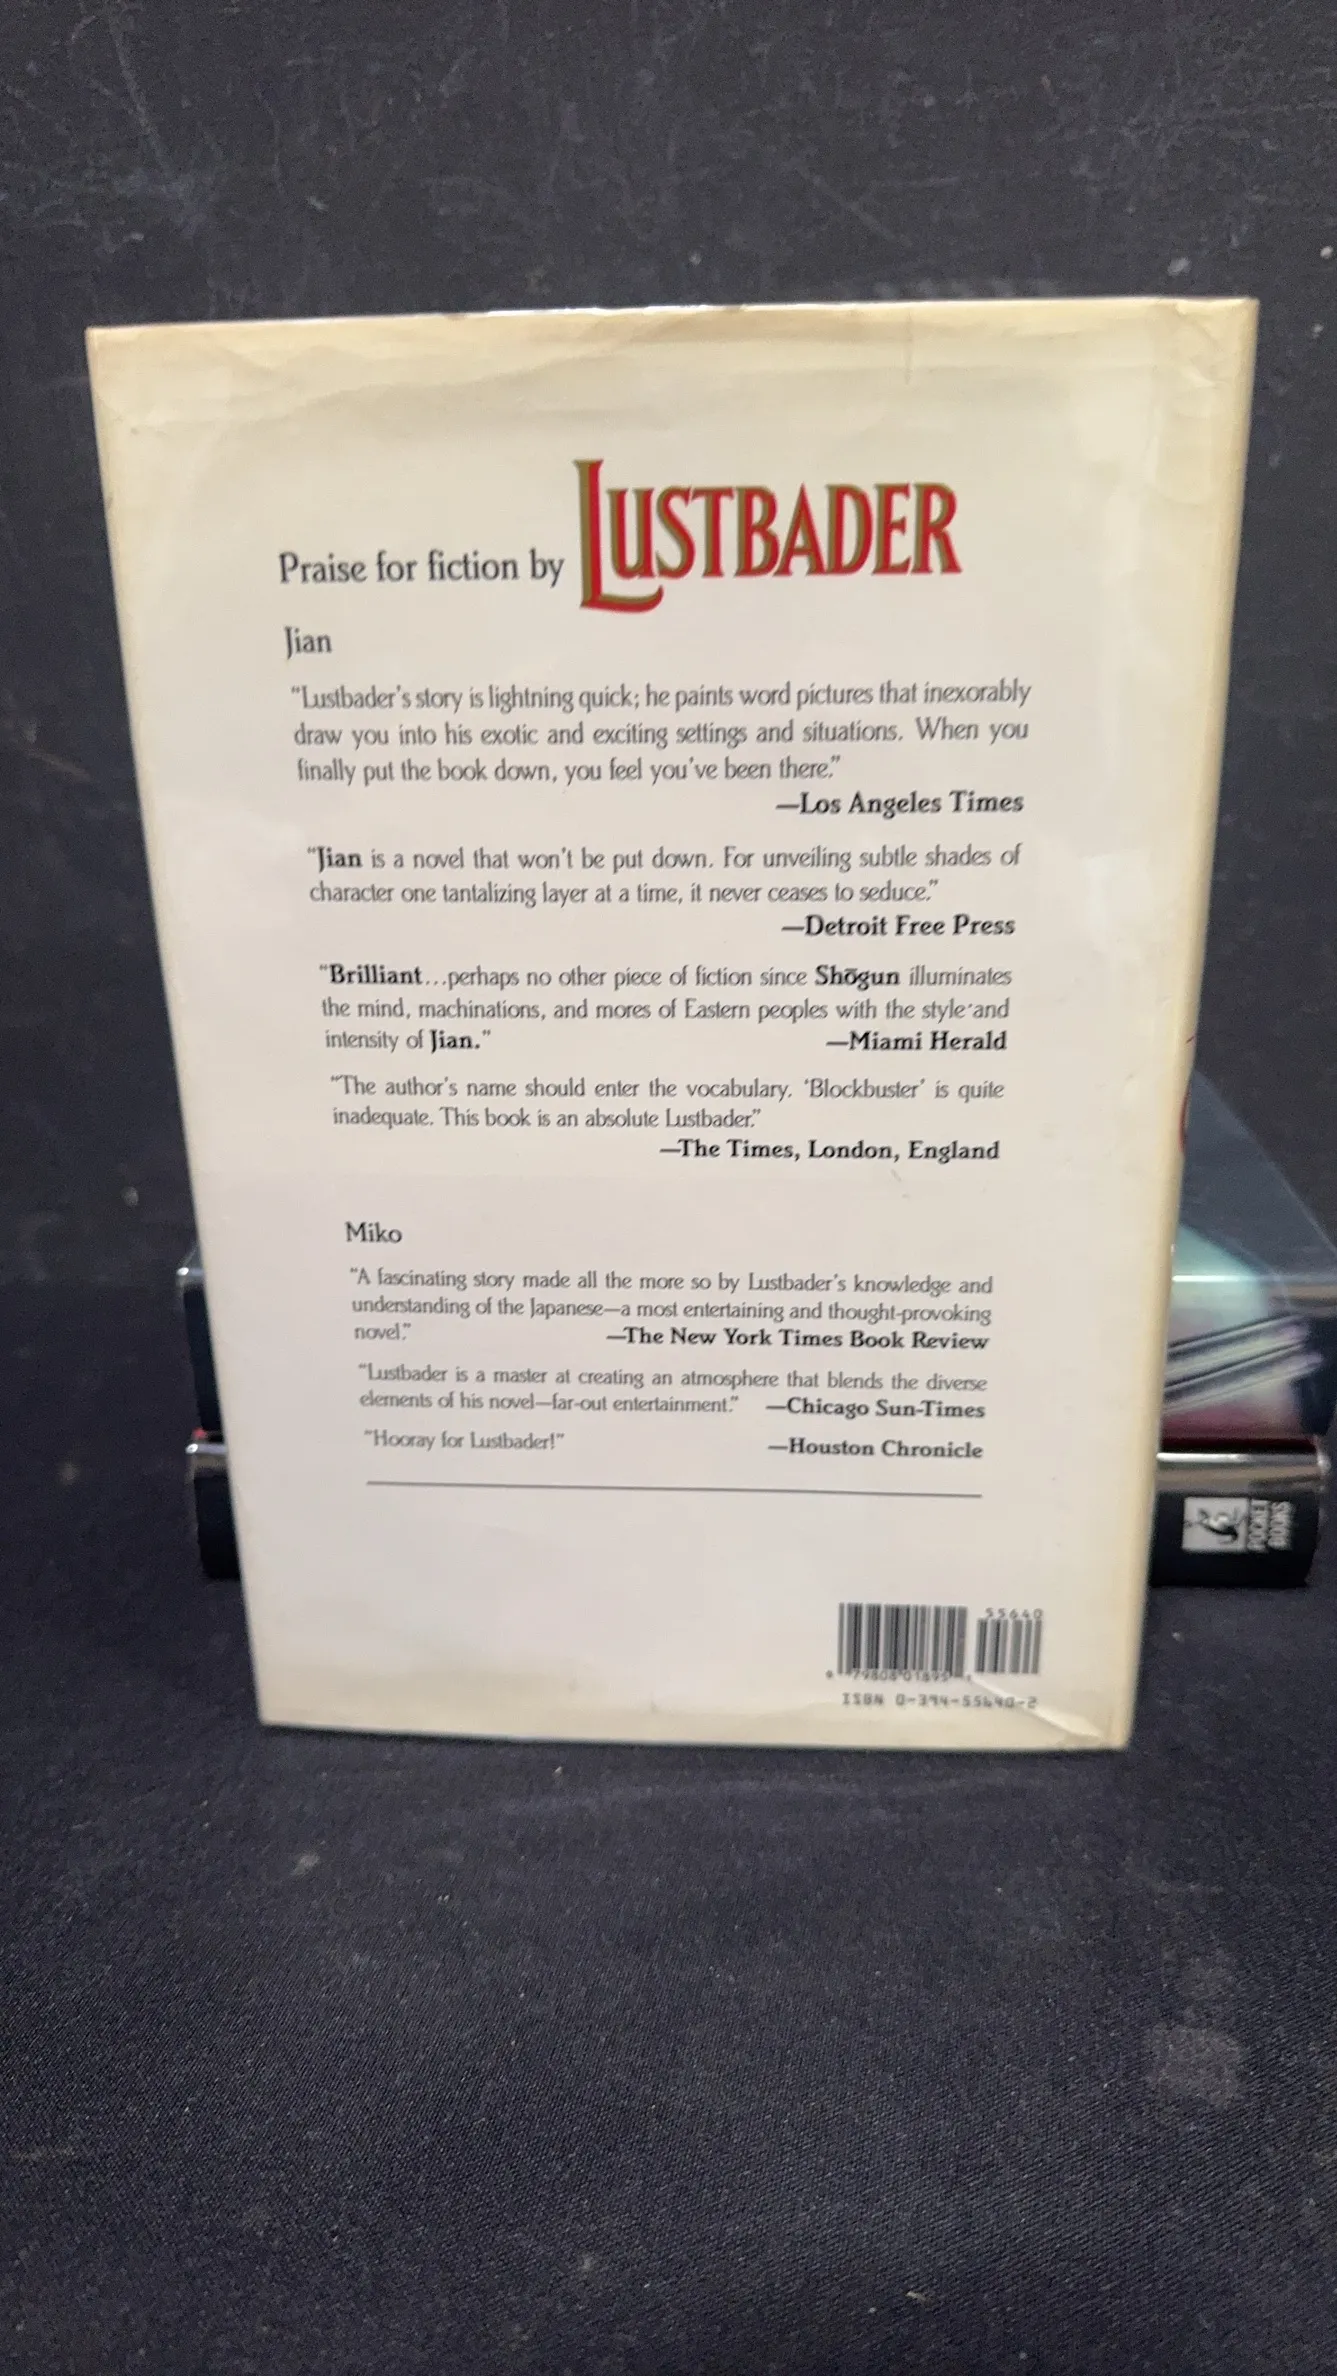 Praise for fiction by LUSTBADER
Jian
"Lustbader's story is lightning quick; he paints word pictures that inexorably
draw you into his exotic and exciting settings and situations. When you
finally put the book down, you feel you've been there."
—Los Angeles Times
"Jian is a novel that won't be put down. For unveiling subtle shades of
character one tantalizing layer at a time, it never ceases to seduce."
—Detroit Free Press
"Brilliant...perhaps no other piece of fiction since Shōgun illuminates
the mind, machinations, and mores of Eastern peoples with the style and
intensity of Jian." —Miami Herald
"The author's name should enter the vocabulary. 'Blockbuster' is quite
inadequate. This book is an absolute Lustbader."
—The Times, London, England
Miko
"A fascinating story made all the more so by Lustbader's knowledge and
understanding of the Japanese—a most entertaining and thought-provoking
novel." —The New York Times Book Review
"Lustbader is a master at creating an atmosphere that blends the diverse
elements of his novel—far-out entertainment." —Chicago Sun-Times
"Hooray for Lustbader!" —Houston Chronicle
55640
ISBN 0-394-55640-2
POCKET
BOOKS